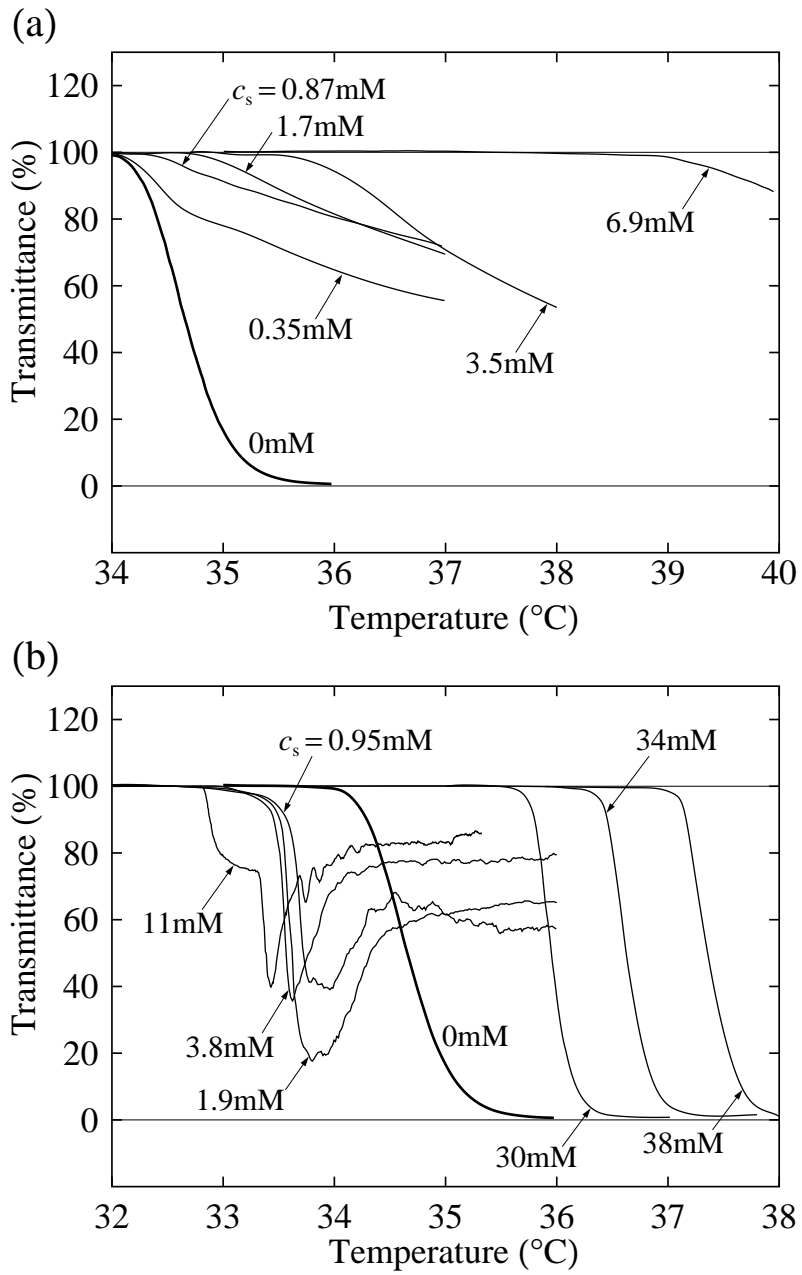 (a)
120
100
80
60
40
20
0
Transmittance (%)
cs = 0.87mM
1.7mM
6.9mM
0.35mM
3.5mM
0mM
34 35 36 37 38 39 40
Temperature (°C)
(b)
120
100
80
60
40
20
0
Transmittance (%)
cs = 0.95mM
34mM
11mM
3.8mM
0mM
1.9mM
30mM
38mM
32 33 34 35 36 37 38
Temperature (°C)